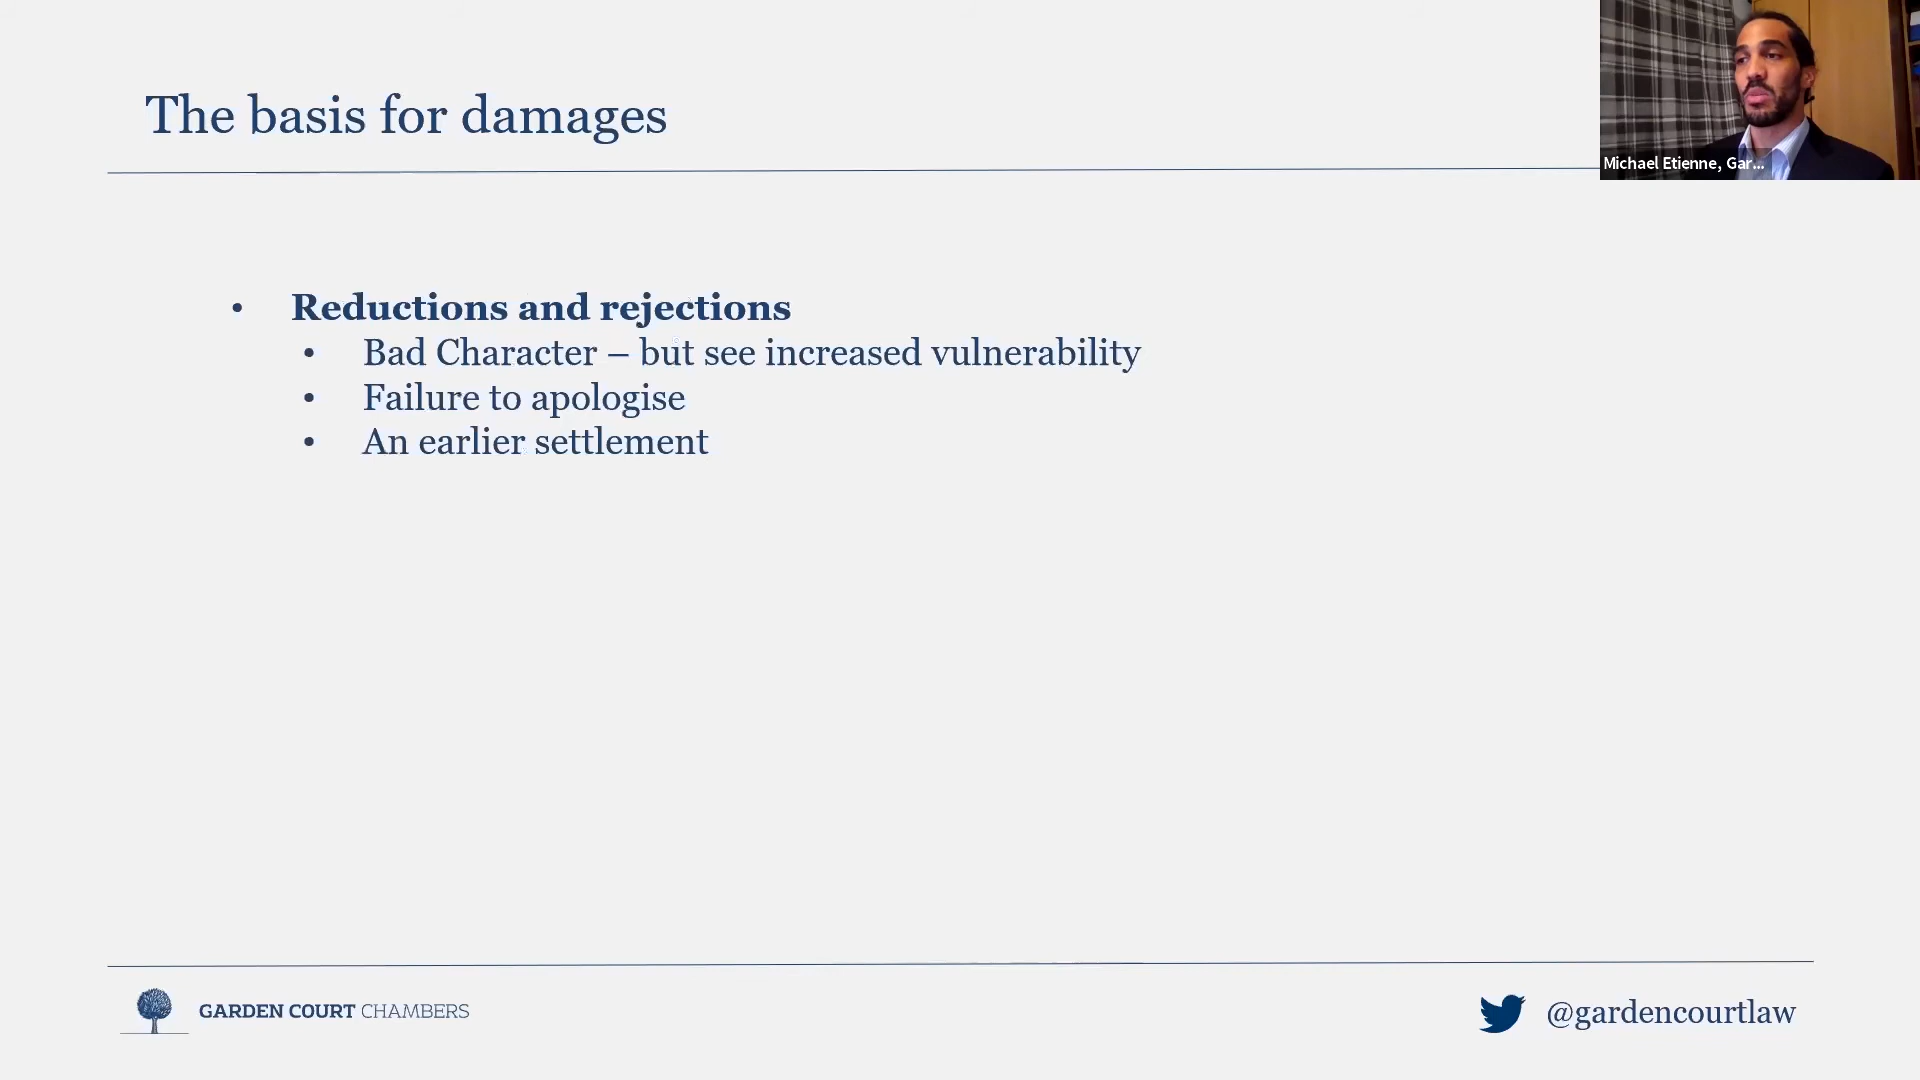 The basis for damages
Michael Etienne, Gar...
• Reductions and rejections
• Bad Character – but see increased vulnerability
• Failure to apologise
• An earlier settlement
GARDEN COURT CHAMBERS
@gardencourtlaw